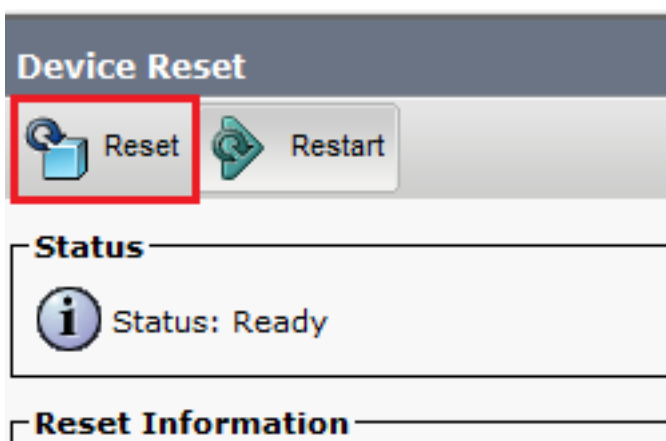 Device Reset
Reset Restart
Status
Status: Ready
Reset Information